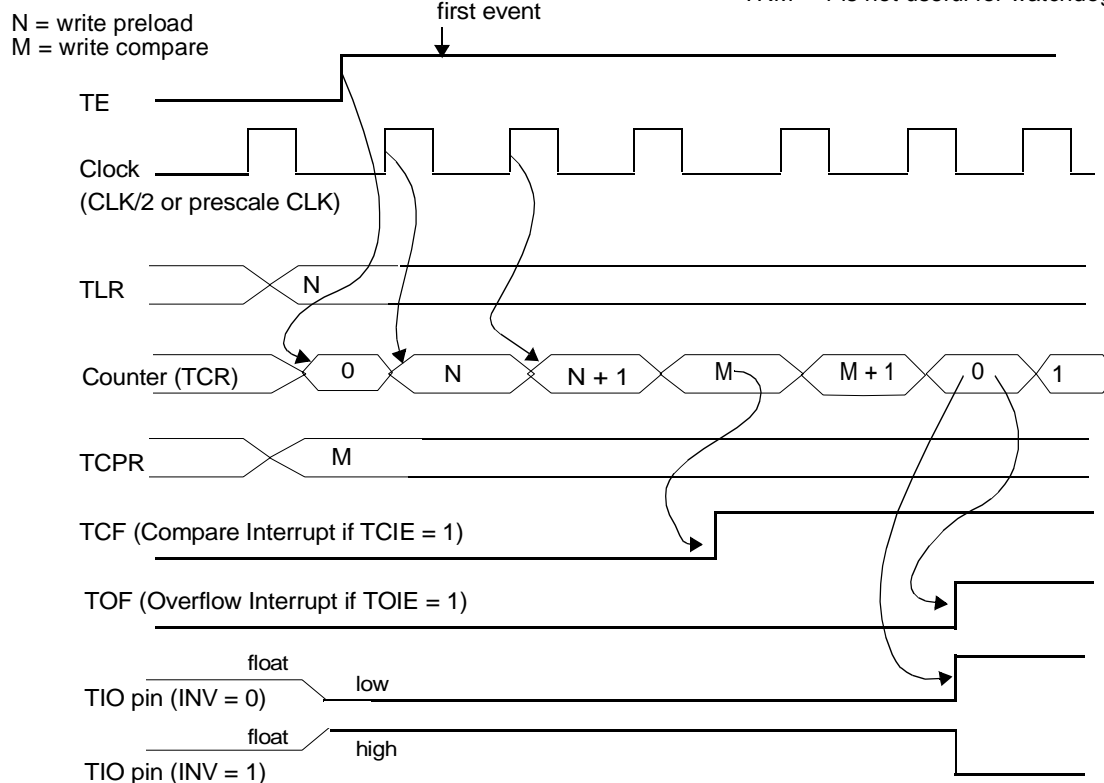 first event
N = write preload
M = write compare
TE
Clock
(CLK/2 or prescale CLK)
TLR
N
Counter (TCR)
0
N
N + 1
M
M + 1
0
1
TCPR
M
TCF (Compare Interrupt if TCIE = 1)
TOF (Overflow Interrupt if TOIE = 1)
float
low
TIO pin (INV = 0)
float
high
TIO pin (INV = 1)